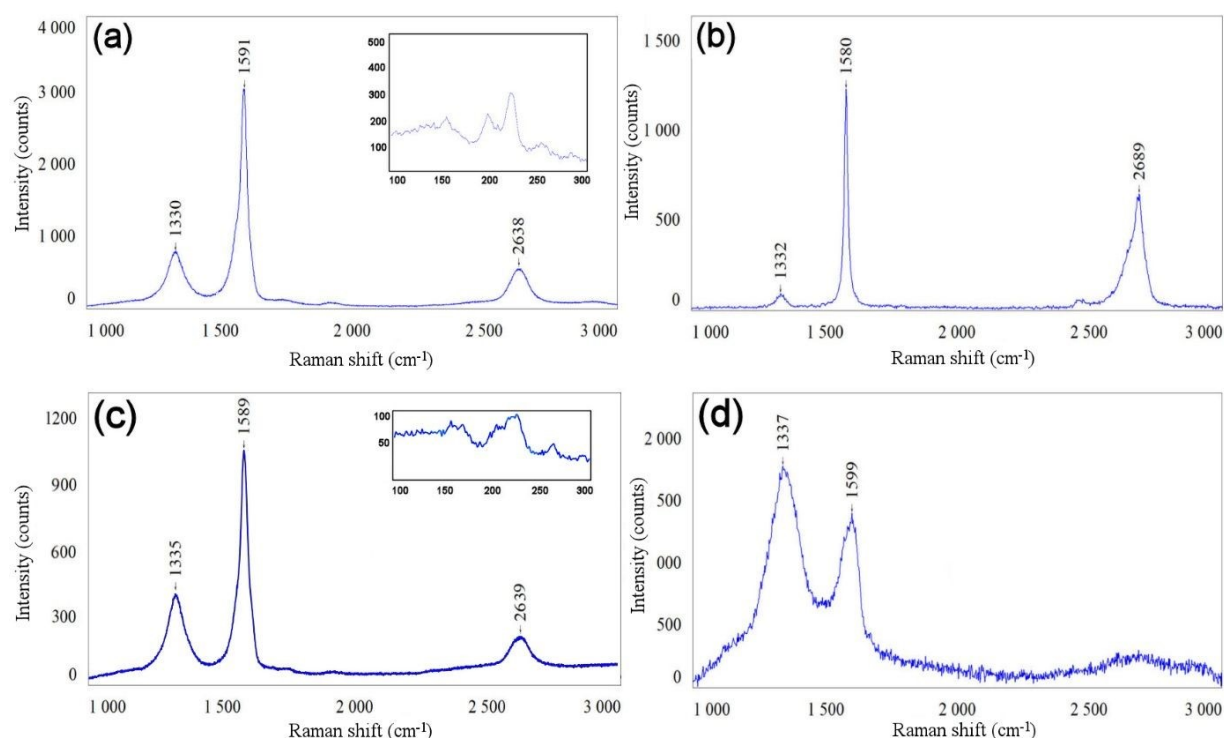 (a)
4 000
3 000
2 000
1 000
0
Intensity (counts)
1330
1591
2638
500
400
300
200
100
100 150 200 250 300
1 000 1 500 2 000 2 500 3 000
Raman shift (cm-1)
(b)
1 500
1 000
500
0
Intensity (counts)
1332
1580
2689
1 000 1 500 2 000 2 500 3 000
Raman shift (cm-1)
(c)
1200
900
600
300
0
Intensity (counts)
1335
1589
2639
100
50
100 150 200 250 300
1 000 1 500 2 000 2 500 3 000
Raman shift (cm-1)
(d)
2 000
500
000
500
0
Intensity (counts)
1337
1599
1 000 1 500 2 000 2 500 3 000
Raman shift (cm-1)